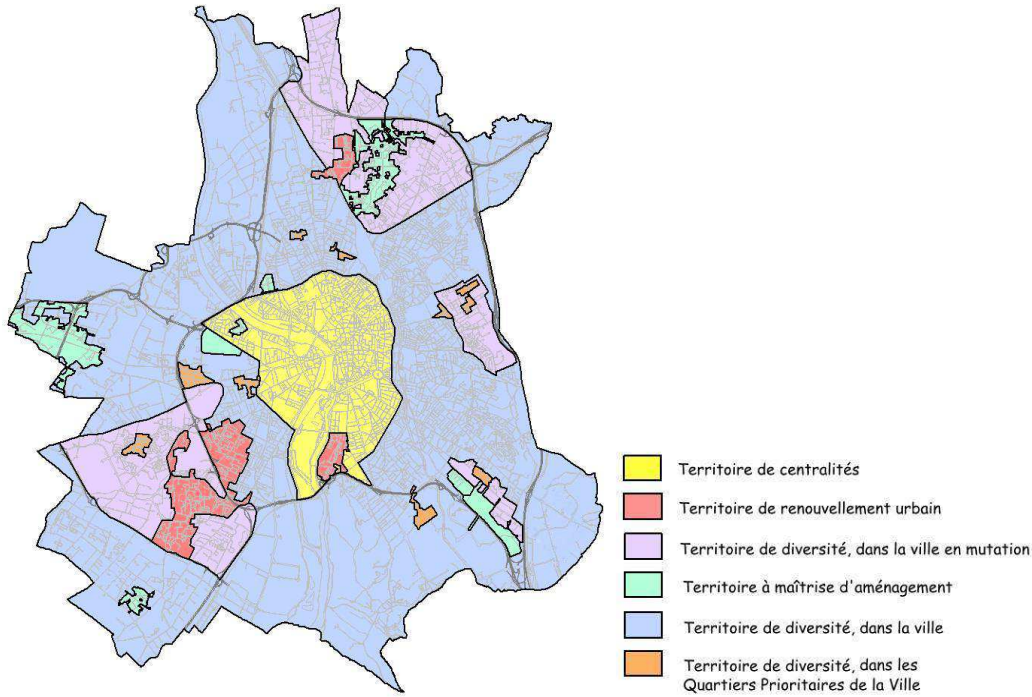 Territoire de centralités
Territoire de renouvellement urbain
Territoire de diversité, dans la ville en mutation
Territoire à maîtrise d'aménagement
Territoire de diversité, dans la ville
Territoire de diversité, dans les
Quartiers Prioritaires de la Ville